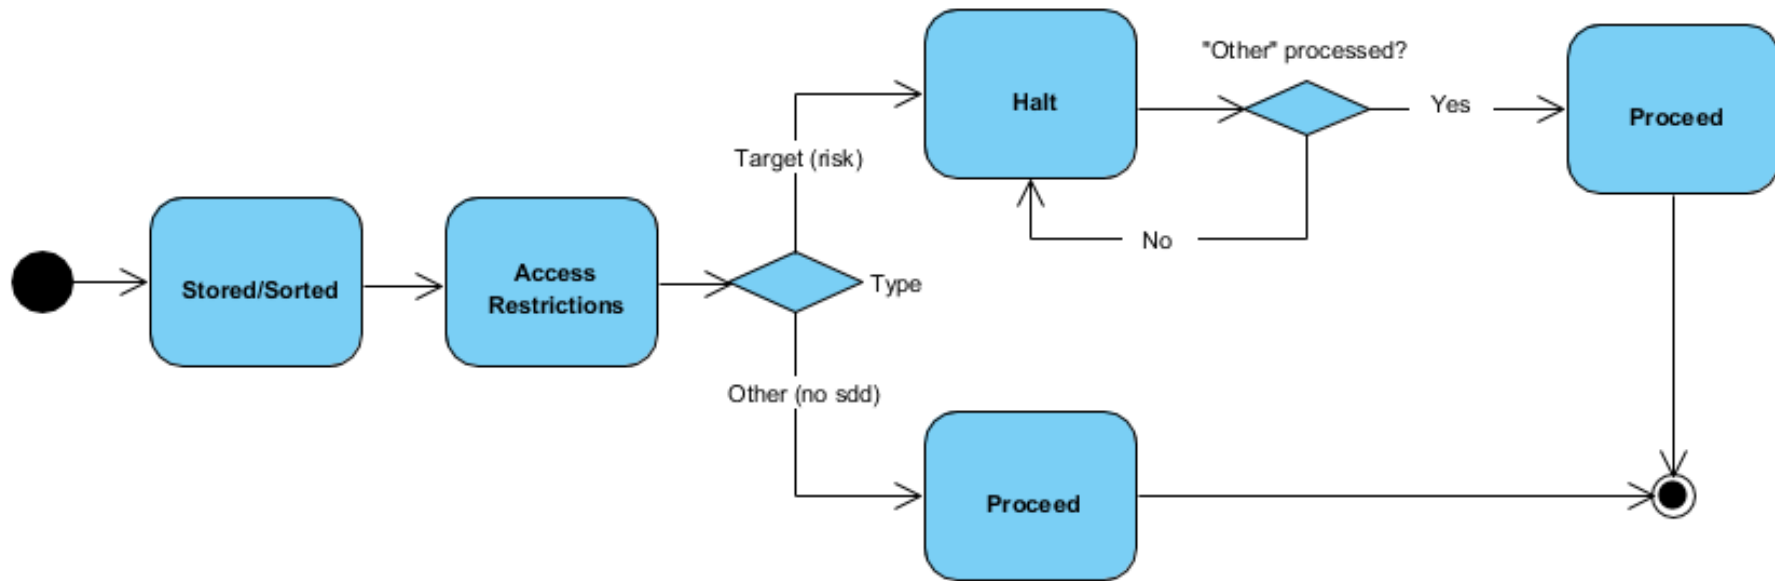 Stored/Sorted
Access
Restrictions
Type
Target (risk)
Halt
"Other" processed?
Yes
Proceed
No
Other (no sdd)
Proceed